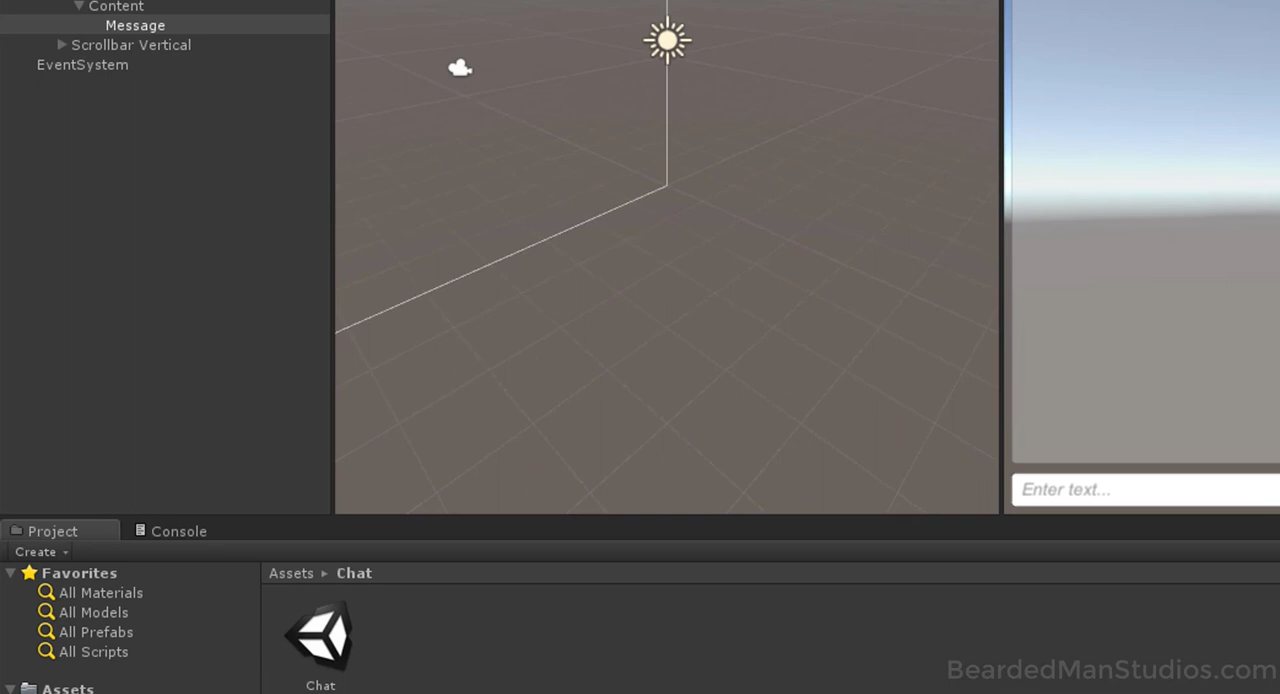 Content
Message
Scrollbar Vertical
EventSystem
Enter text...
Project
Console
Create
Favorites
All Materials
All Models
All Prefabs
All Scripts
Assets
Assets ▸ Chat
Chat
BeardedManStudios.com